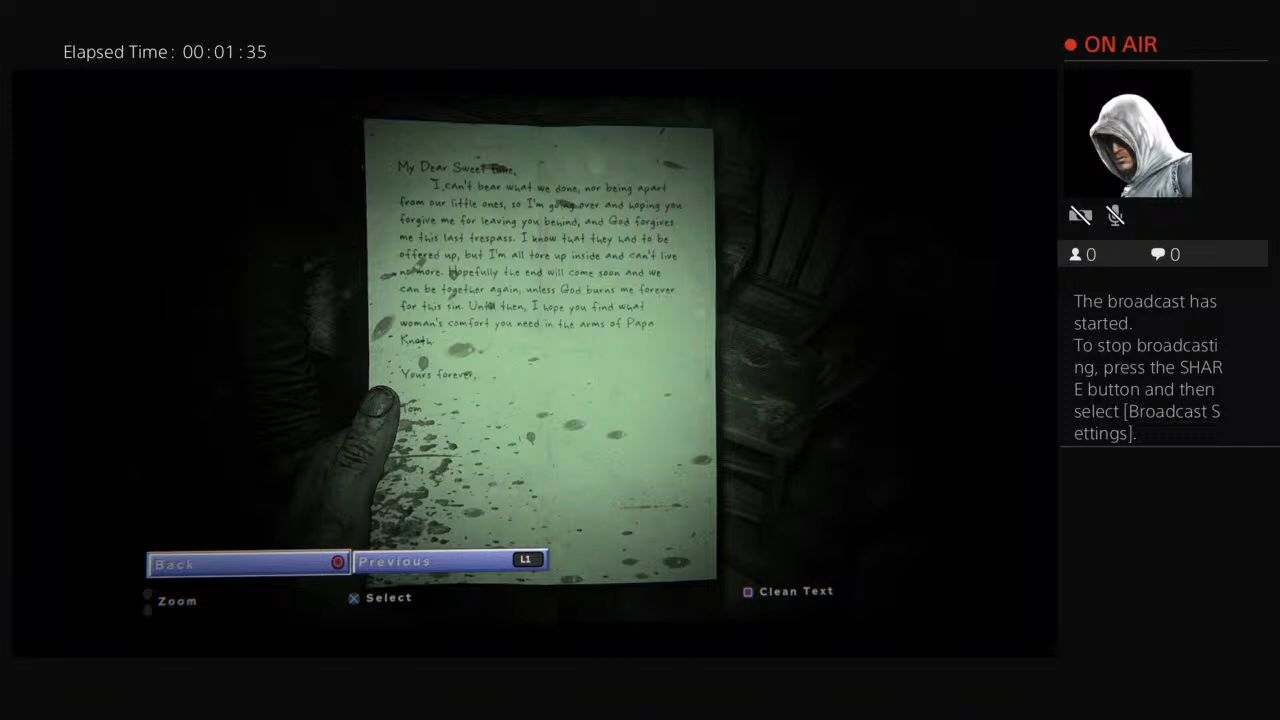 Elapsed Time: 00:01:35
ON AIR
My Dear Sweet
I can't bear what we done, nor being apart
from our little ones, so I'm going over and hoping you
forgive me for leaving you behind, and God forgives
me this last trespass. I know that they had to be
offered up, but I'm all tore up inside and can't live
no more. Hopefully the end will come soon and we
can be together again, unless God burns me forever
for this sin. Until then, I hope you find what
woman's comfort you need in the arms of Papa
Knoth.
Yours forever,
Tom
Back
Previous
L1
Zoom
Select
Clean Text
0
0
The broadcast has
started.
To stop broadcasti
ng, press the SHAR
E button and then
select [Broadcast S
ettings].